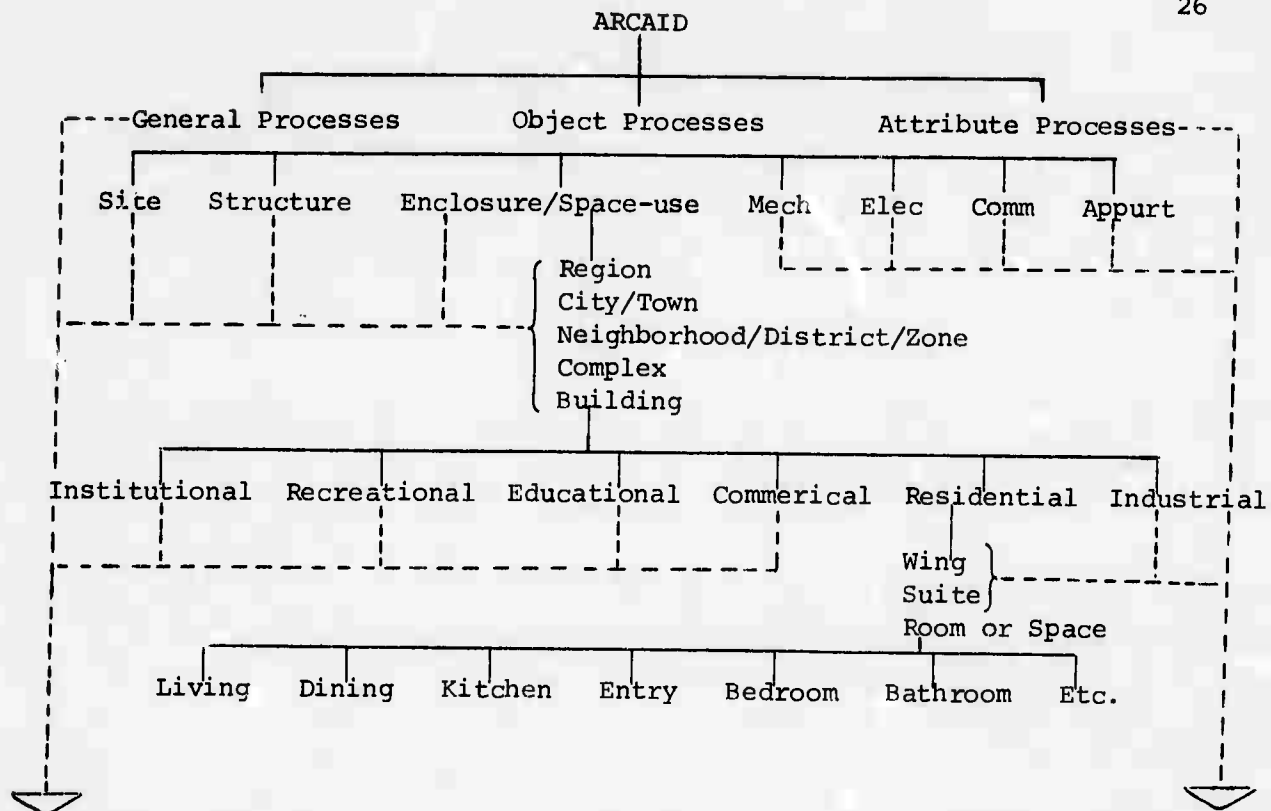 26
ARCAID
General Processes Object Processes Attribute Processes
Site Structure Enclosure/Space-use Mech Elec Comm Appurt
Region
City/Town
Neighborhood/District/Zone
Complex
Building
Institutional Recreational Educational Commerical Residential Industrial
Wing
Suite
Room or Space
Living Dining Kitchen Entry Bedroom Bathroom Etc.